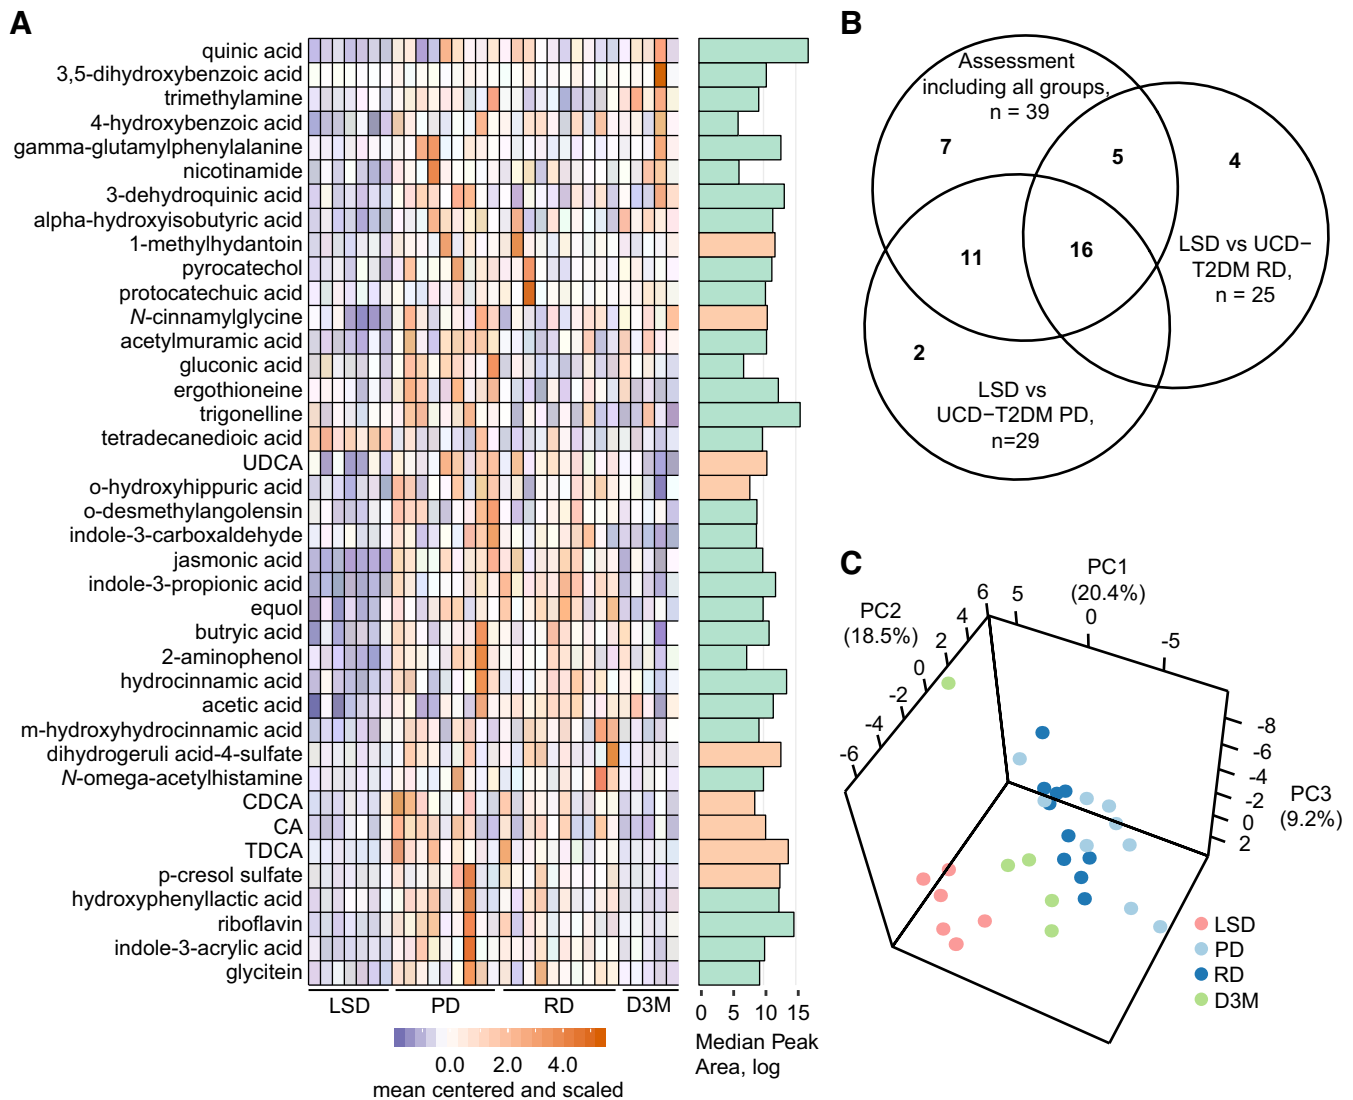 A
quinic acid
3,5-dihydroxybenzoic acid
trimethylamine
4-hydroxybenzoic acid
gamma-glutamylphenylalanine
nicotinamide
3-dehydroquinic acid
alpha-hydroxyisobutyric acid
1-methylhydantoin
pyrocatechol
protocatechuic acid
N-cinnamylglycine
acetylmuramic acid
gluconic acid
ergothioneine
trigonelline
tetradecanedioic acid
UDCA
o-hydroxyhippuric acid
o-desmethylangolensin
indole-3-carboxaldehyde
jasmonic acid
indole-3-propionic acid
equol
butryic acid
2-aminophenol
hydrocinnamic acid
acetic acid
m-hydroxyhydrocinnamic acid
dihydrogeruli acid-4-sulfate
N-omega-acetylhistamine
CDCA
CA
TDCA
p-cresol sulfate
hydroxyphenyllactic acid
riboflavin
indole-3-acrylic acid
glycitein
LSD PD RD D3M
0.0 2.0 4.0
mean centered and scaled
0 5 10 15
Median Peak
Area, log
B
Assessment
including all groups,
n = 39
7
5
4
11
16
LSD vs UCD−
T2DM RD,
n = 25
2
LSD vs
UCD−T2DM PD,
n=29
C
PC1
(20.4%)
5 0 -5
PC2
(18.5%)
6
4
2
0
-2
-4
-6
-8
-6
-4
-2
0
2
PC3
(9.2%)
LSD
PD
RD
D3M